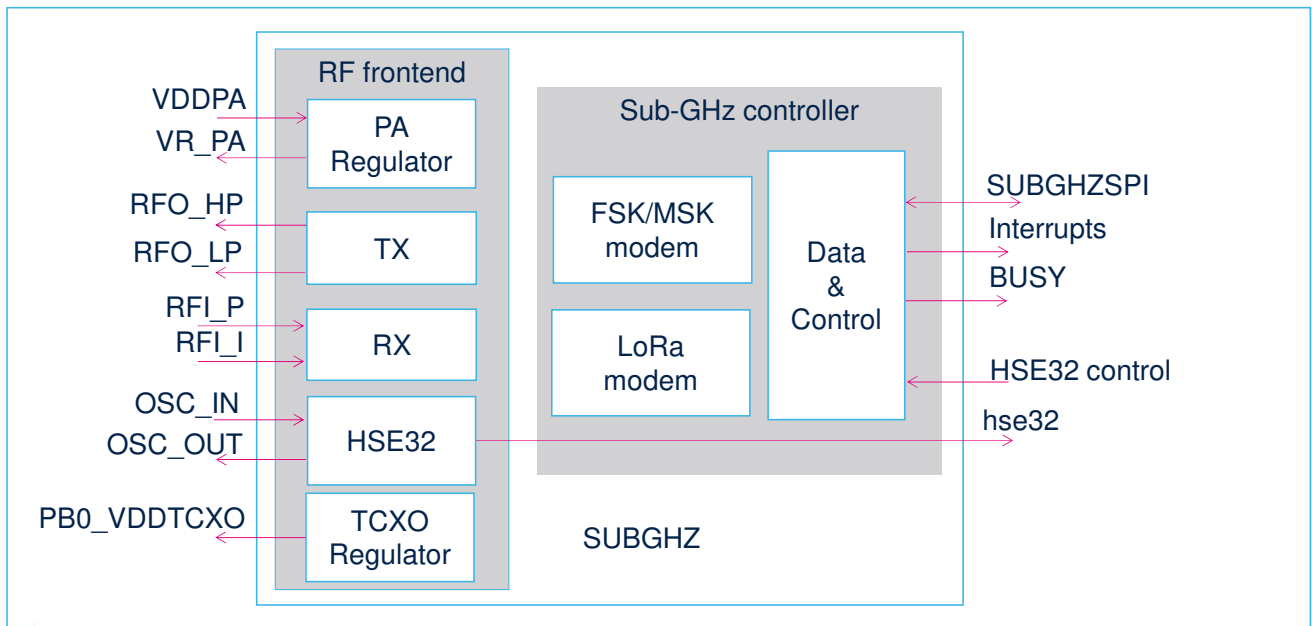 RF frontend
VDDPA
VR_PA
PA
Regulator
RFO_HP
RFO_LP
TX
RFI_P
RFI_I
RX
OSC_IN
OSC_OUT
HSE32
PB0_VDDTCXO
TCXO
Regulator
Sub-GHz controller
FSK/MSK
modem
LoRa
modem
Data
&
Control
SUBGHZSPI
Interrupts
BUSY
HSE32 control
hse32
SUBGHZ